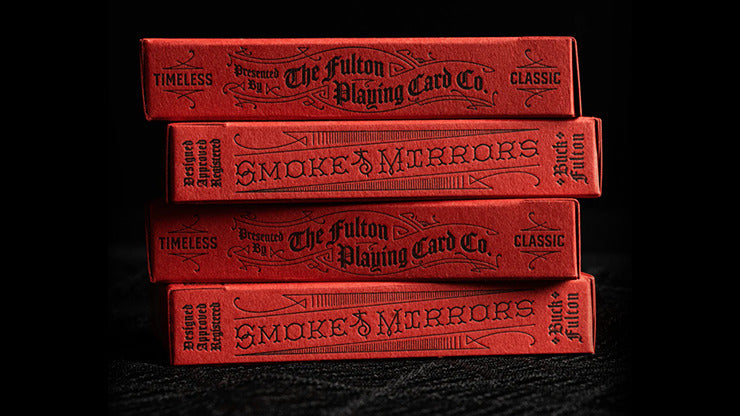 TIMELESS
Presented By
The Fulton
Playing Card Co.
CLASSIC
Designed
Approved
Registered
SMOKE & MIRRORS
Buck
Fulton
TIMELESS
Presented By
The Fulton
Playing Card Co.
CLASSIC
Designed
Approved
Registered
SMOKE & MIRRORS
Buck
Fulton